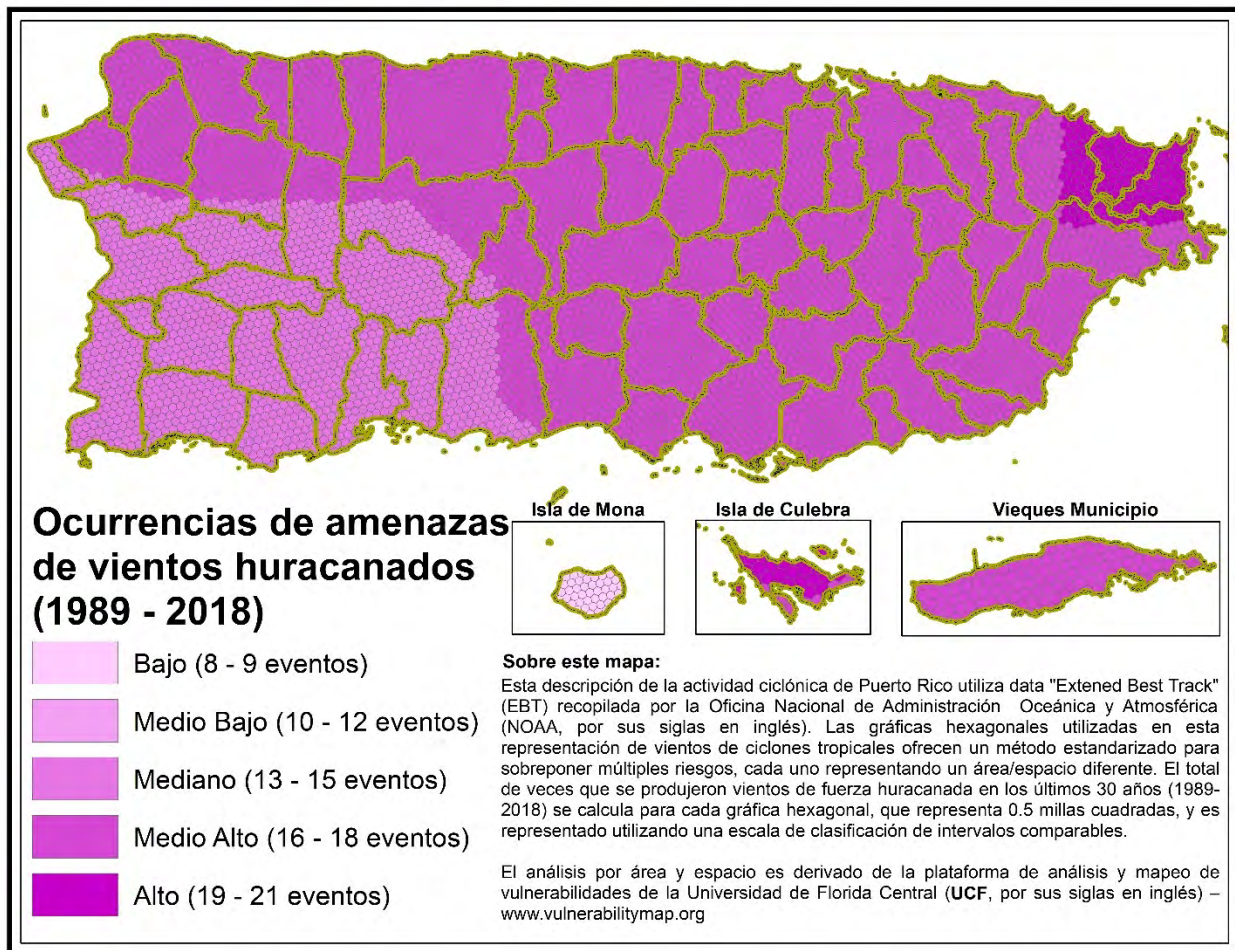 Isla de Mona
Isla de Culebra
Vieques Municipio
Ocurrencias de amenazas
de vientos huracanados
(1989 - 2018)
Bajo (8 - 9 eventos)
Medio Bajo (10 - 12 eventos)
Mediano (13 - 15 eventos)
Medio Alto (16 - 18 eventos)
Alto (19 - 21 eventos)
Sobre este mapa:
Esta descripción de la actividad ciclónica de Puerto Rico utiliza data "Extened Best Track"
(EBT) recopilada por la Oficina Nacional de Administración Oceánica y Atmosférica
(NOAA, por sus siglas en inglés). Las gráficas hexagonales utilizadas en esta
representación de vientos de ciclones tropicales ofrecen un método estandarizado para
sobreponer múltiples riesgos, cada uno representando un área/espacio diferente. El total
de veces que se produjeron vientos de fuerza huracanada en los últimos 30 años (1989-
2018) se calcula para cada gráfica hexagonal, que representa 0.5 millas cuadradas, y es
representado utilizando una escala de clasificación de intervalos comparables.
El análisis por área y espacio es derivado de la plataforma de análisis y mapeo de
vulnerabilidades de la Universidad de Florida Central (UCF, por sus siglas en inglés) –
www.vulnerabilitymap.org